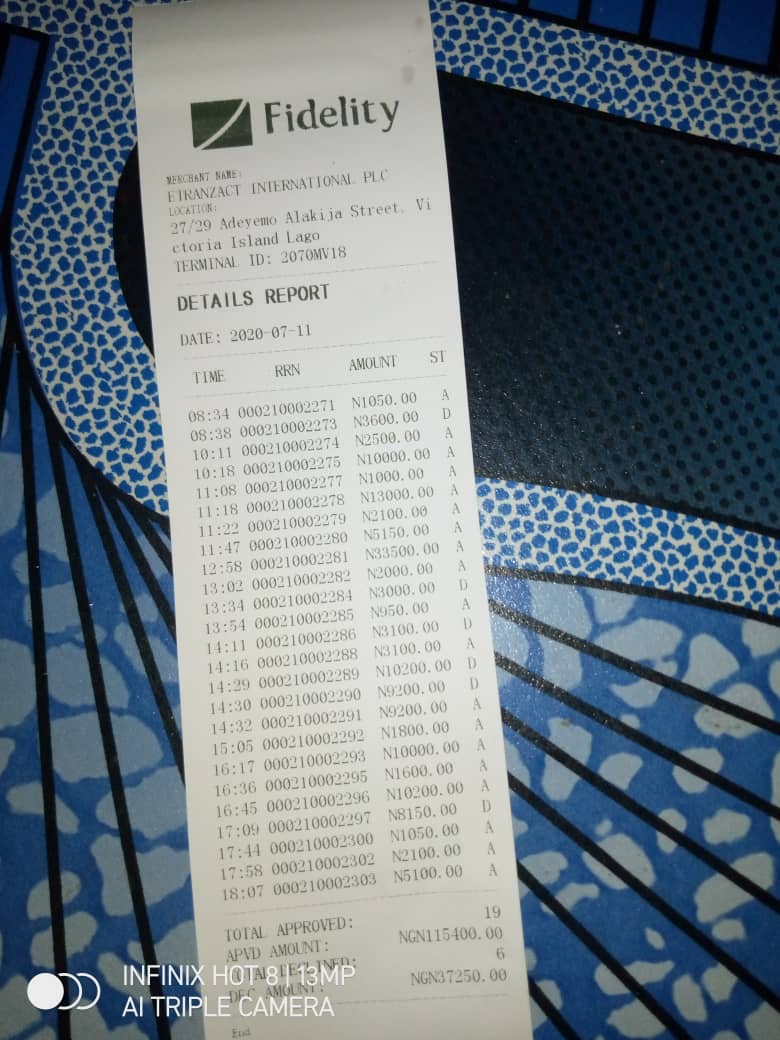 Fidelity
MERCHANT NAME:
ETRANZACT INTERNATIONAL PLC
LOCATION:
27/29 Adeyemo Alakija Street. Vi
ctoria Island Lago
TERMINAL ID: 2070MV18
DETAILS REPORT
DATE: 2020-07-11
TIME RRN AMOUNT ST
08:34 000210002271 N1050.00 A
08:38 000210002273 N3600.00 D
10:11 000210002274 N2500.00 A
10:18 000210002275 N10000.00 A
11:08 000210002277 N1000.00 A
11:18 000210002278 N13000.00 A
11:22 000210002279 N2100.00 A
11:47 000210002280 N5150.00 A
12:58 000210002281 N33500.00 A
13:02 000210002282 N2000.00 A
13:34 000210002284 N3000.00 D
13:54 000210002285 N950.00 A
14:11 000210002286 N3100.00 D
14:16 000210002288 N3100.00 A
14:29 000210002289 N10200.00 D
14:30 000210002290 N9200.00 D
14:32 000210002291 N9200.00 A
15:05 000210002292 N1800.00 A
16:17 000210002293 N10000.00 A
16:36 000210002295 N1600.00 A
16:45 000210002296 N10200.00 A
17:09 000210002297 N8150.00 D
17:44 000210002300 N1050.00 A
17:58 000210002302 N2100.00 A
18:07 000210002303 N5100.00 A
TOTAL APPROVED: 19
APVD AMOUNT: NGN115400.00
TOTAL DECLINED: 6
DEC AMOUNT: NGN37250.00
End
INFINIX HOT 8 | 13MP
AI TRIPLE CAMERA